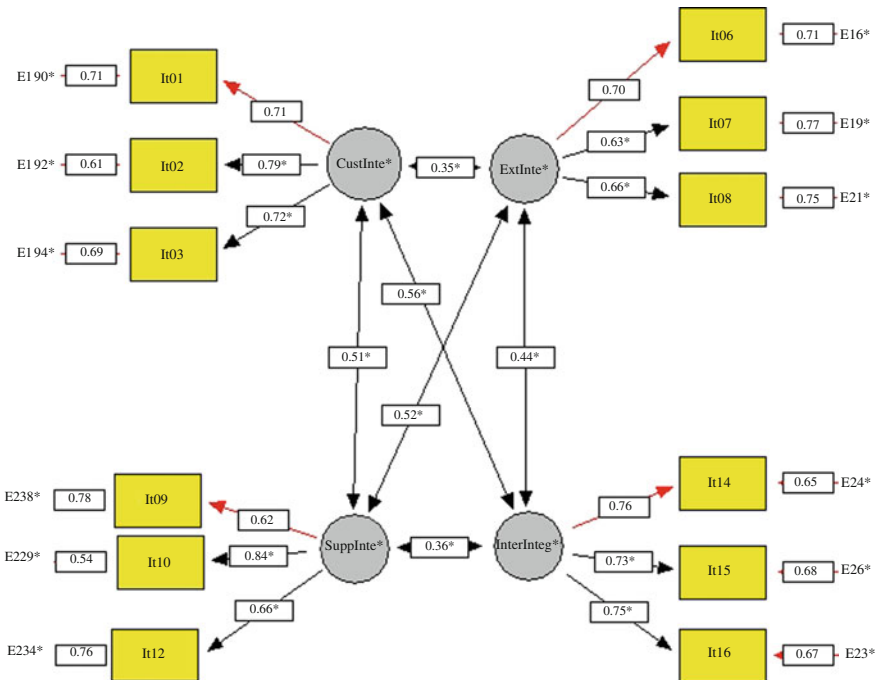 E190* 0.71 It01 0.71
E192* 0.61 It02 0.79* CustInte*
E194* 0.69 It03 0.72*
0.35*
It06 0.71 E16*
0.70
ExtInte* 0.63* It07 0.77 E19*
0.66* It08 0.75 E21*
0.56*
0.51* 0.44*
0.52*
E238* 0.78 It09 0.62
E229* 0.54 It10 0.84* SuppInte*
E234* 0.76 It12 0.66*
0.36*
0.76 It14 0.65 E24*
InterInteg* 0.73* It15 0.68 E26*
0.75* It16 0.67 E23*